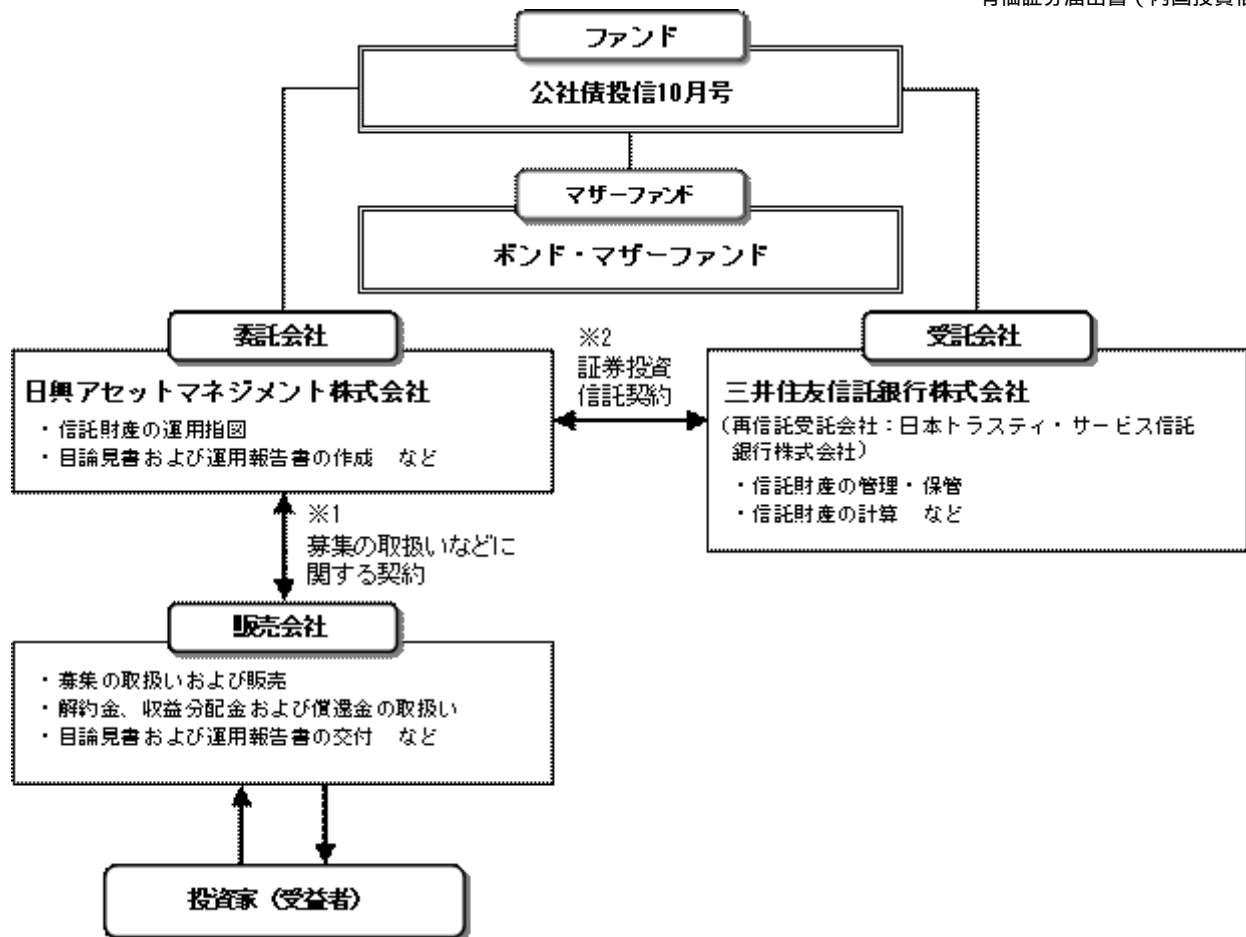 ファンド
公社債投信10月号
マザーファンド
ボンド・マザーファンド
委託会社
日興アセットマネジメント株式会社
・信託財産の運用指図
・目論見書および運用報告書の作成　など
※2
証券投資
信託契約
受託会社
三井住友信託銀行株式会社
（再信託受託会社：日本トラスティ・サービス信託
銀行株式会社）
・信託財産の管理・保管
・信託財産の計算　など
※1
募集の取扱いなどに
関する契約
販売会社
・募集の取扱いおよび販売
・解約金、収益分配金および償還金の取扱い
・目論見書および運用報告書の交付　など
投資家（受益者）